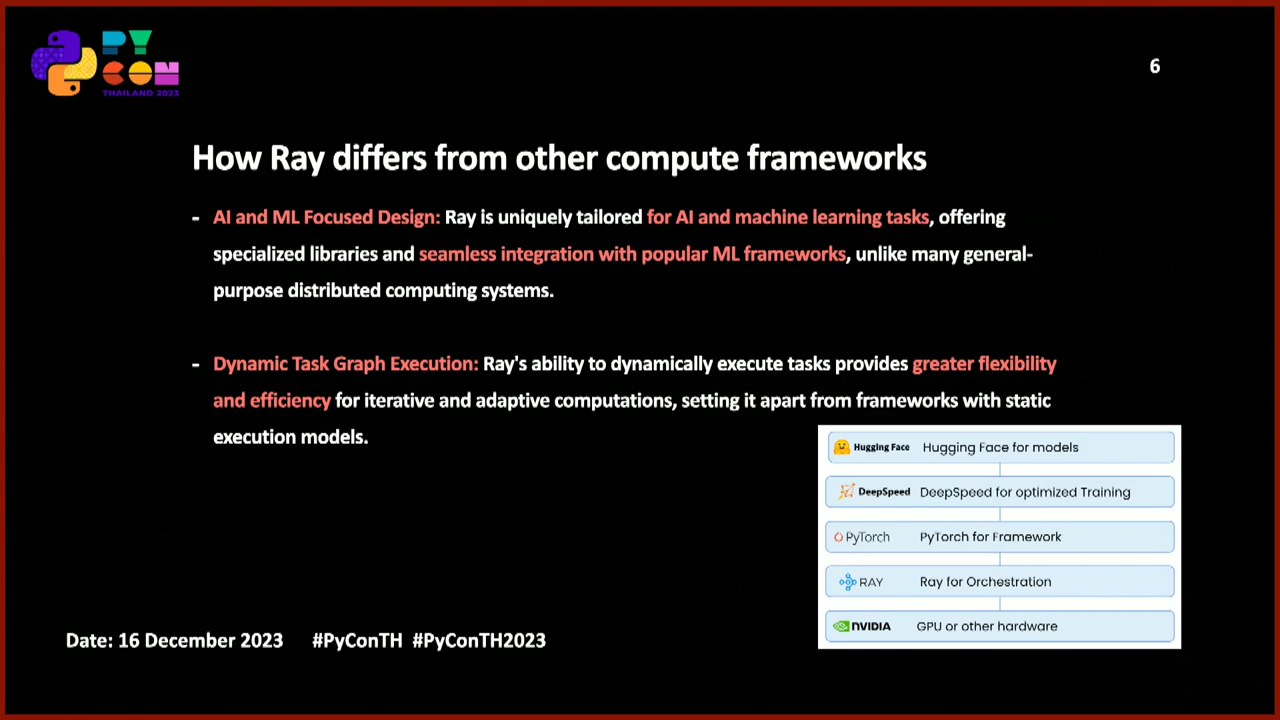 PY
CON
THAILAND 2023
6
How Ray differs from other compute frameworks
- AI and ML Focused Design: Ray is uniquely tailored for AI and machine learning tasks, offering
specialized libraries and seamless integration with popular ML frameworks, unlike many general-
purpose distributed computing systems.
- Dynamic Task Graph Execution: Ray's ability to dynamically execute tasks provides greater flexibility
and efficiency for iterative and adaptive computations, setting it apart from frameworks with static
execution models.
Hugging Face Hugging Face for models
DeepSpeed DeepSpeed for optimized Training
PyTorch PyTorch for Framework
RAY Ray for Orchestration
NVIDIA GPU or other hardware
Date: 16 December 2023 #PyConTH #PyConTH2023